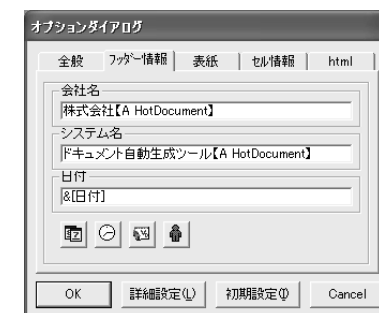 オプションダイアログ
全般 フッダー情報 表紙 セル情報 html
会社名
株式会社【A HotDocument】
システム名
ドキュメント自動生成ツール【A HotDocument】
日付
&[日付]
OK 詳細設定(L) 初期設定(I) Cancel